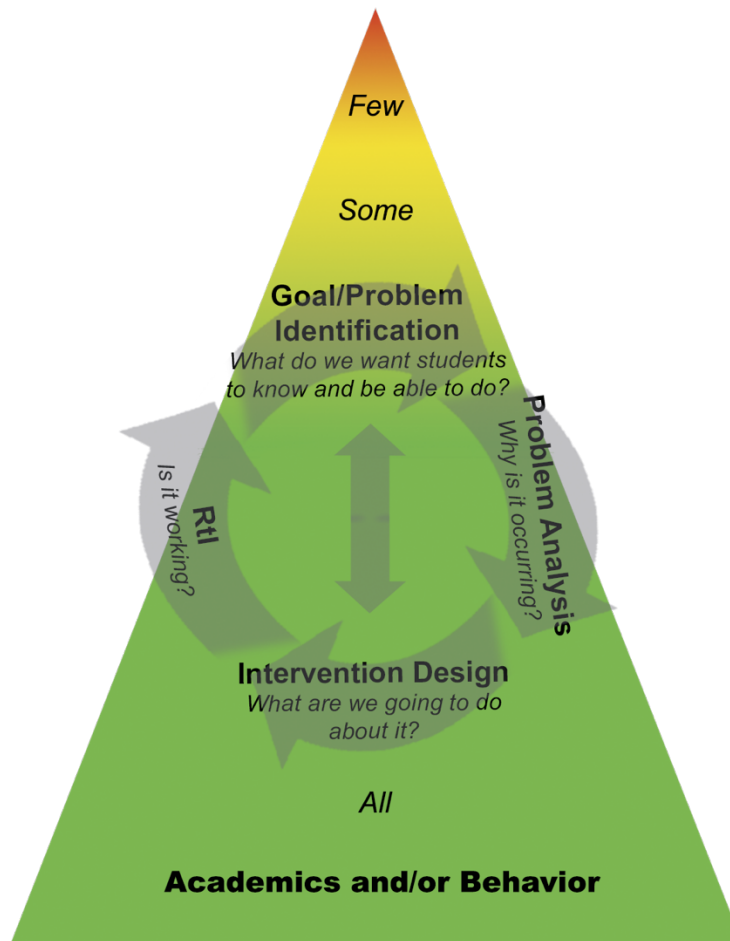 Few
Some
Goal/Problem
Identification
What do we want students
to know and be able to do?
Problem Analysis
Why is it occurring?
RtI
Is it working?
Intervention Design
What are we going to do
about it?
All
Academics and/or Behavior